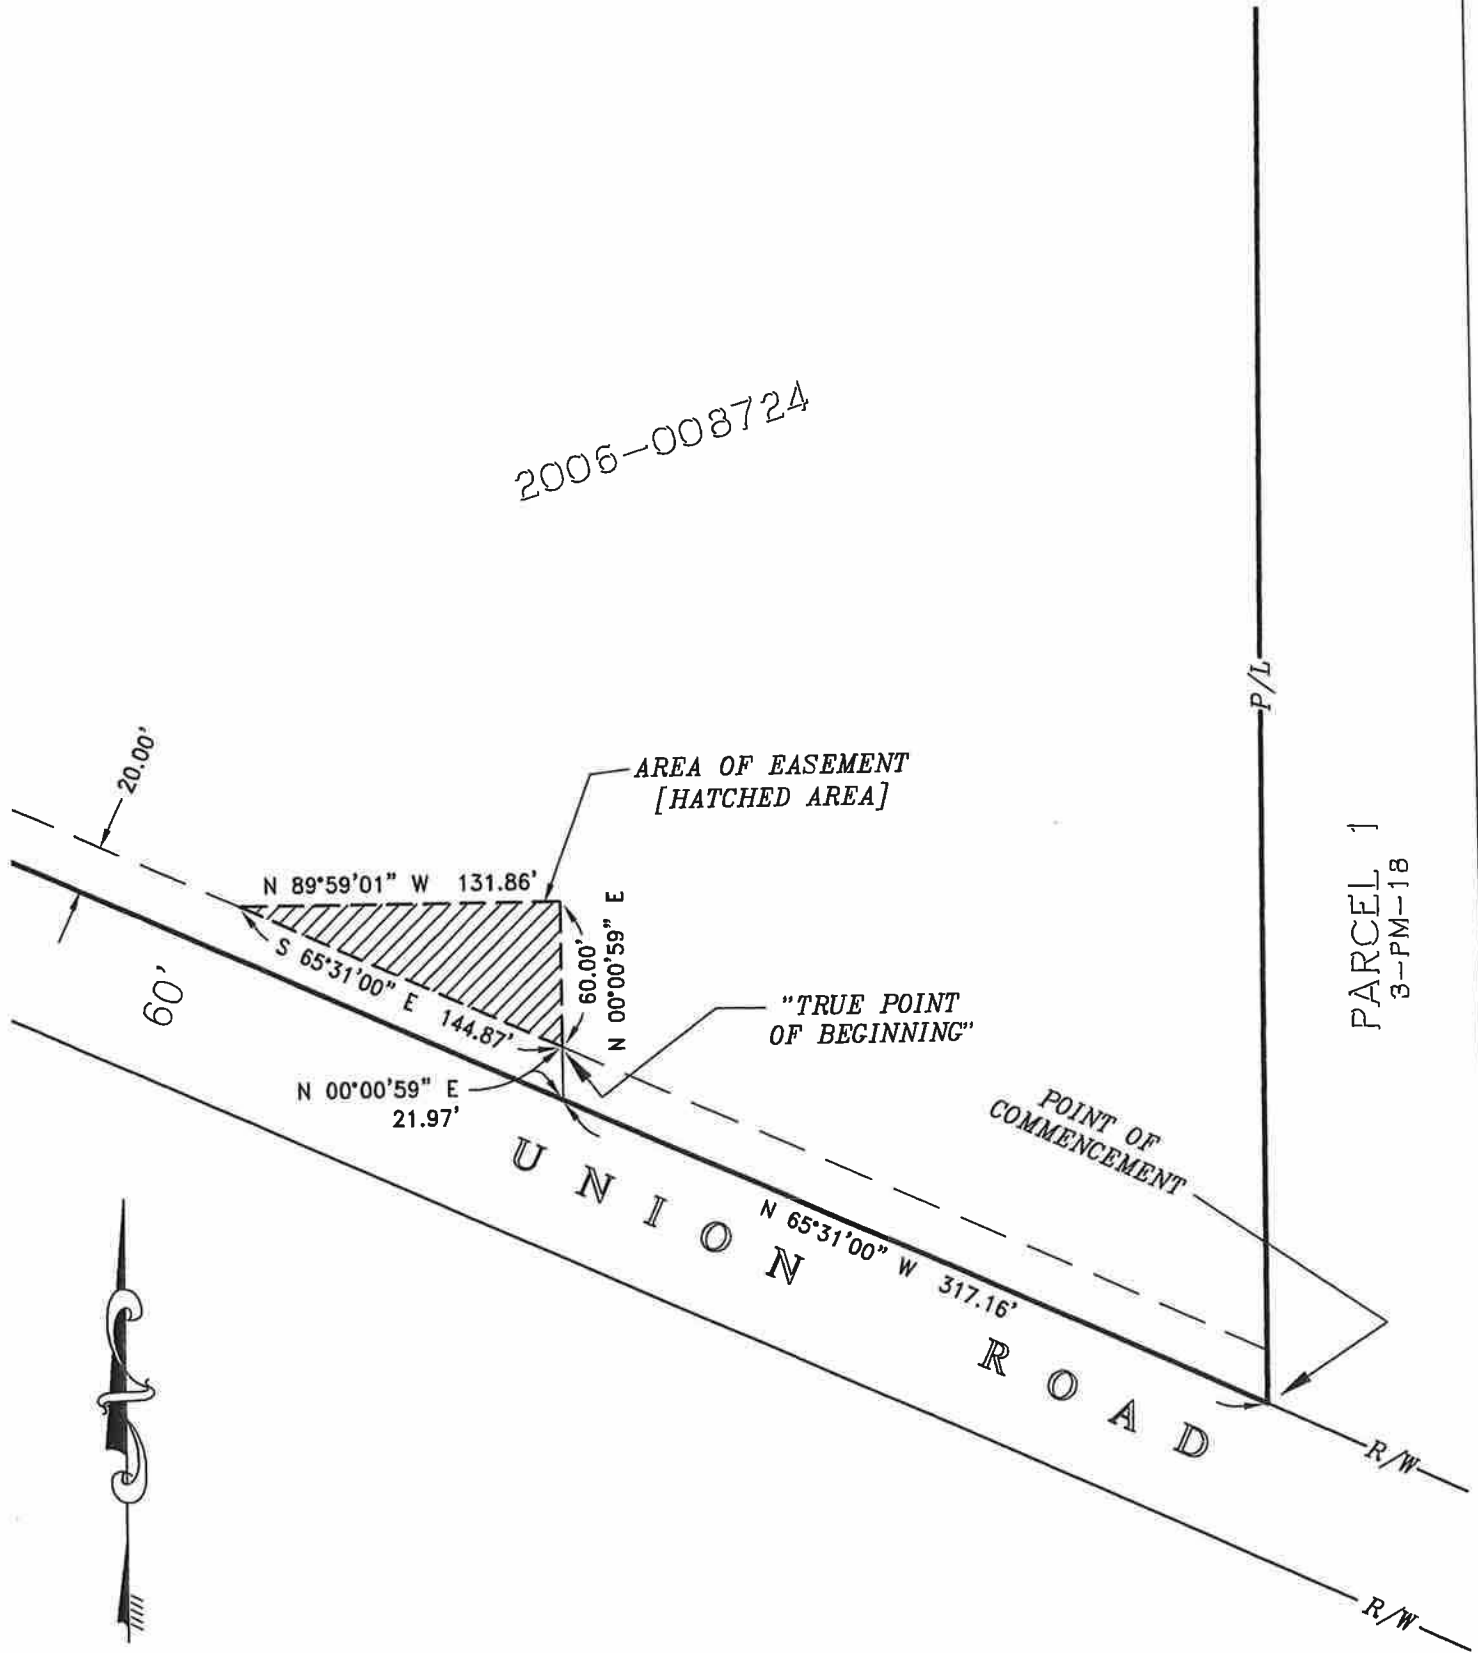 2006-008724
P/L
20.00'
AREA OF EASEMENT
[HATCHED AREA]
N 89°59'01" W 131.86'
60.00'
N 00°00'59" E
S 65°31'00" E 144.87'
PARCEL 1
3-PM-18
60'
"TRUE POINT
OF BEGINNING"
N 00°00'59" E
21.97'
POINT OF
COMMENCEMENT
UNION ROAD
N 65°31'00" W 317.16'
R/W
R/W